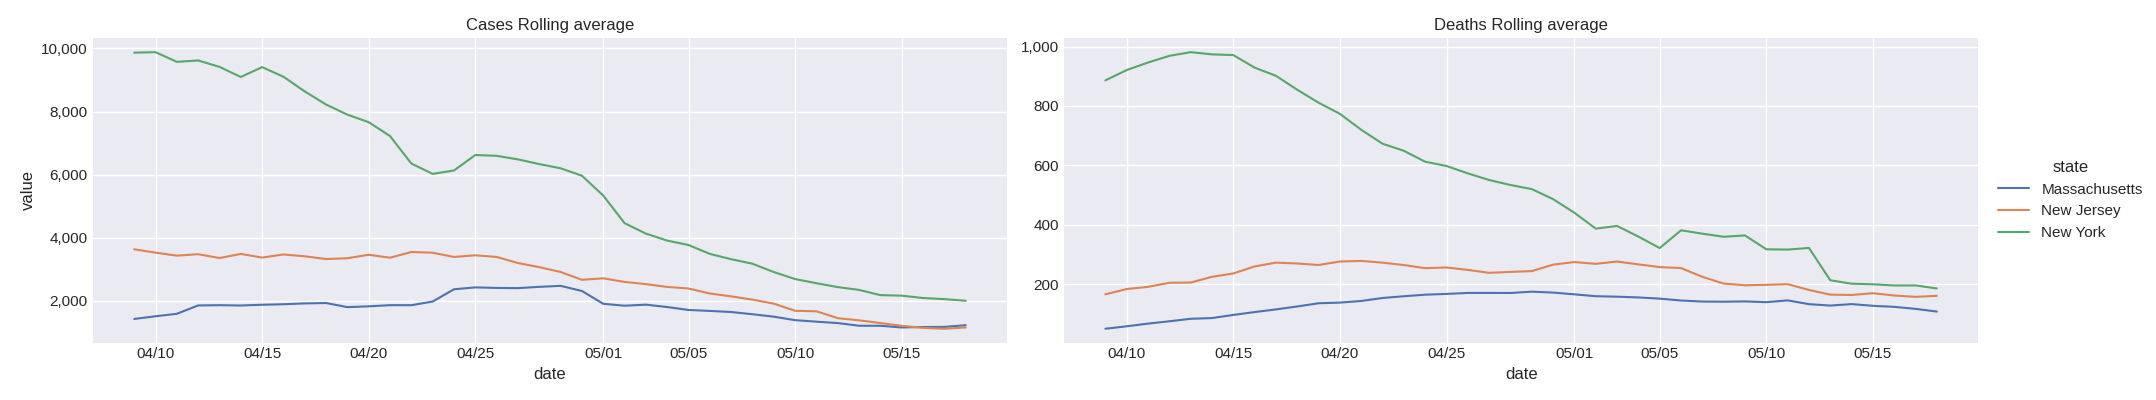 Cases Rolling average
10,000
8,000
6,000
4,000
2,000
value
04/10 04/15 04/20 04/25 05/01 05/05 05/10 05/15
date
Deaths Rolling average
1,000
800
600
400
200
04/10 04/15 04/20 04/25 05/01 05/05 05/10 05/15
date
state
Massachusetts
New Jersey
New York